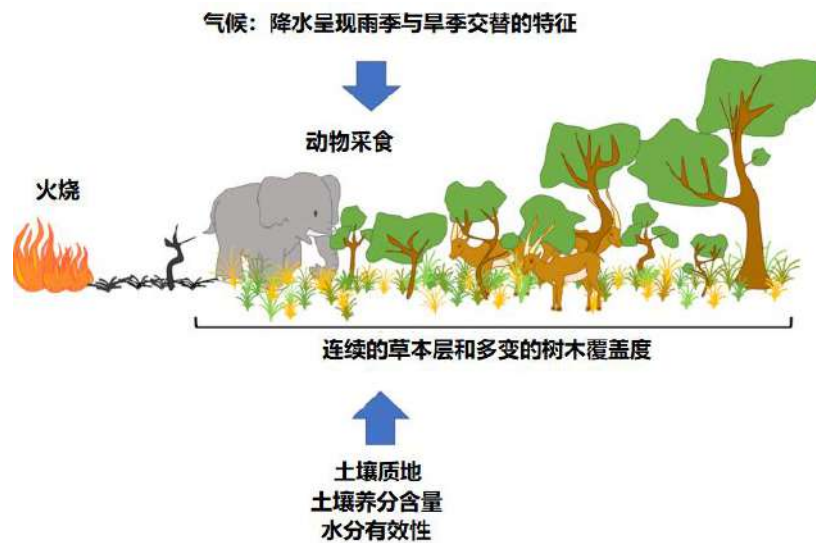 气候：降水呈现雨季与旱季交替的特征
动物采食
火烧
连续的草本层和多变的树木覆盖度
土壤质地
土壤养分含量
水分有效性